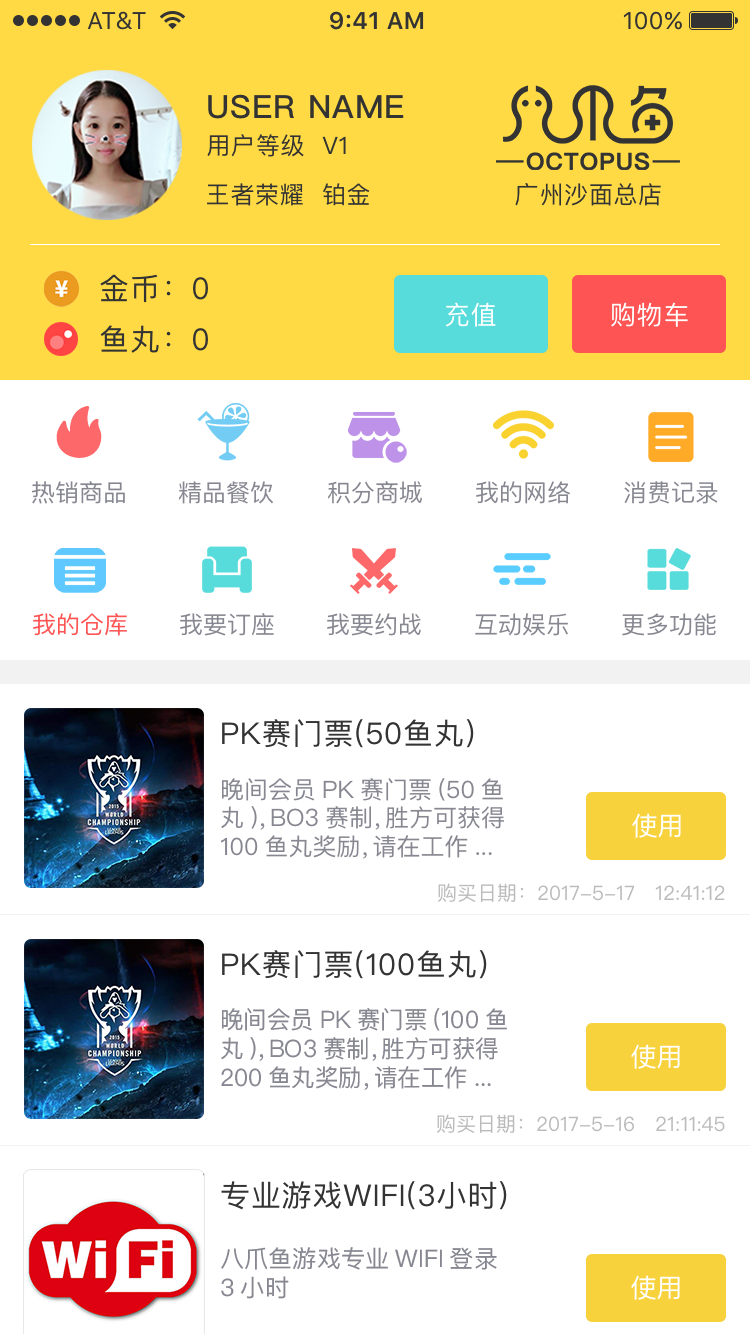 AT&T 9:41 AM 100%
USER NAME
用户等级 V1
王者荣耀 铂金
八爪鱼
OCTOPUS
广州沙面总店
¥ 金币：0
鱼丸：0
充值 购物车
热销商品 精品餐饮 积分商城 我的网络 消费记录
我的仓库 我要订座 我要约战 互动娱乐 更多功能
PK赛门票(50鱼丸)
晚间会员 PK 赛门票 (50 鱼
丸 ), BO3 赛制, 胜方可获得
100 鱼丸奖励, 请在工作 ...
使用
购买日期：2017-5-17 12:41:12
2015
WORLD
CHAMPIONSHIP
LEAGUE
LEGENDS
PK赛门票(100鱼丸)
晚间会员 PK 赛门票 (100 鱼
丸 ), BO3 赛制, 胜方可获得
200 鱼丸奖励, 请在工作 ...
使用
购买日期：2017-5-16 21:11:45
2015
WORLD
CHAMPIONSHIP
LEAGUE
LEGENDS
专业游戏WIFI(3小时)
八爪鱼游戏专业 WIFI 登录
3 小时
使用
WiFi